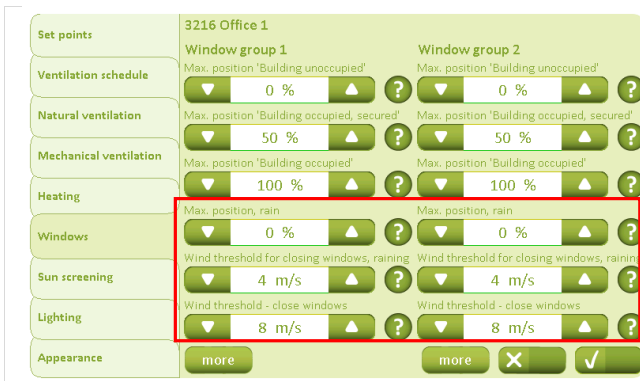 3216 Office 1
Set points
Ventilation schedule
Natural ventilation
Mechanical ventilation
Heating
Windows
Sun screening
Lighting
Appearance
Window group 1
Max. position 'Building unoccupied'
0 %
?
Max. position 'Building occupied, secured'
50 %
?
Max. position 'Building occupied'
100 %
?
Max. position, rain
0 %
?
Wind threshold for closing windows, raining
4 m/s
?
Wind threshold - close windows
8 m/s
?
more
Window group 2
Max. position 'Building unoccupied'
0 %
?
Max. position 'Building occupied, secured'
50 %
?
Max. position 'Building occupied'
100 %
?
Max. position, rain
0 %
?
Wind threshold for closing windows, raining
4 m/s
?
Wind threshold - close windows
8 m/s
?
more